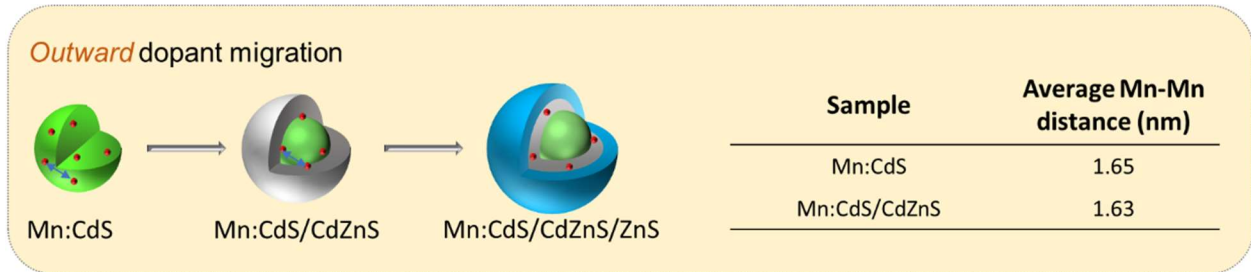 Outward dopant migration
Mn:CdS
Mn:CdS/CdZnS
Mn:CdS/CdZnS/ZnS
Sample
Average Mn-Mn
distance (nm)
Mn:CdS 1.65
Mn:CdS/CdZnS 1.63